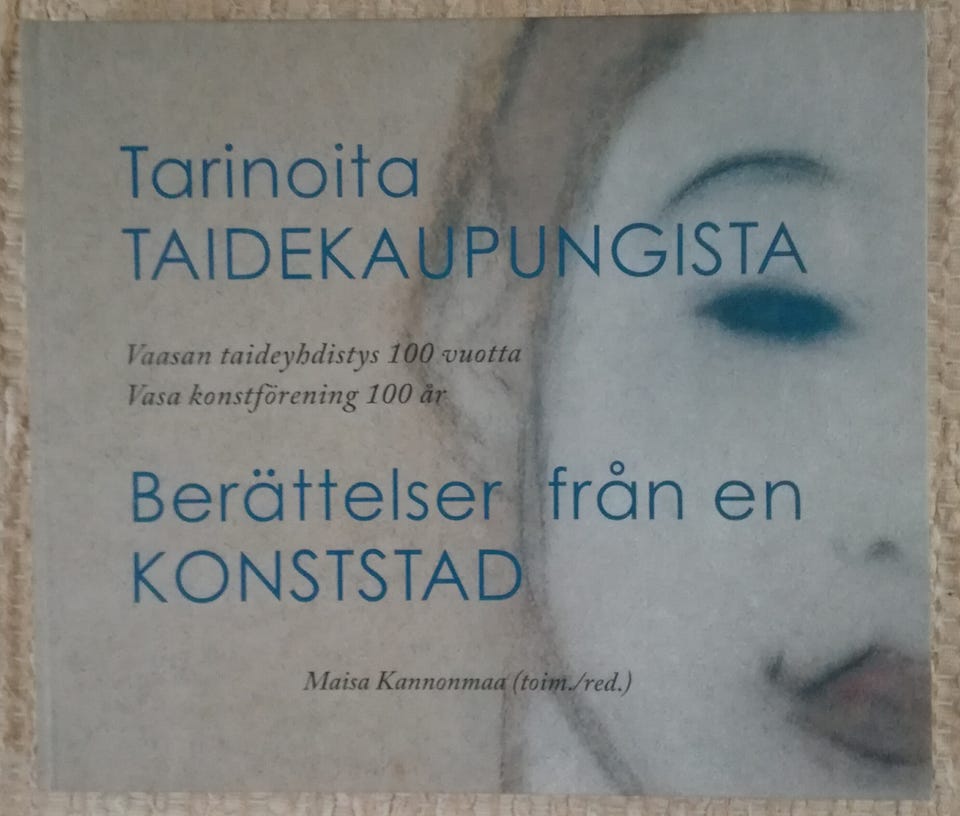 Tarinoita
TAIDEKAUPUNGISTA
Vaasan taideyhdistys 100 vuotta
Vasa konstförening 100 år
Berättelser från en
KONSTSTAD
Maisa Kannonmaa (toim./red.)